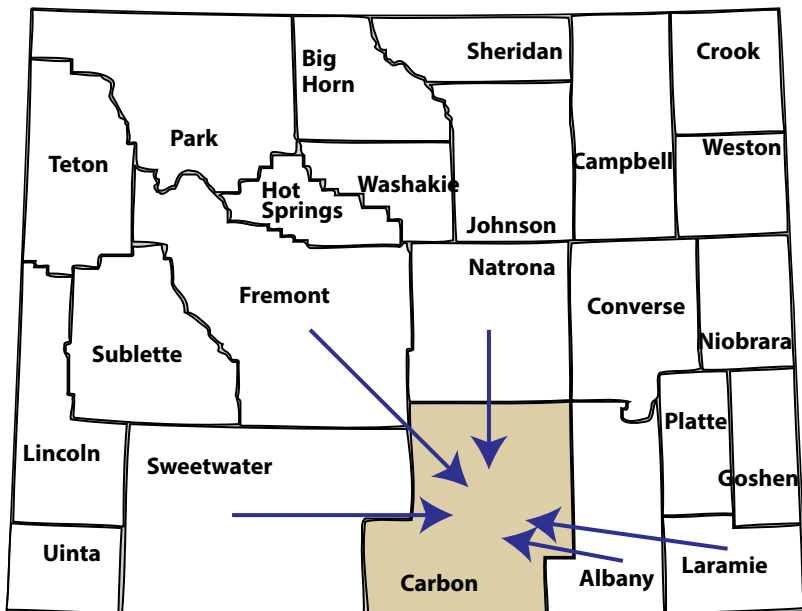 Sheridan
Crook
Big
Horn
Park
Teton
Campbell
Weston
Washakie
Hot
Springs
Johnson
Natrona
Fremont
Converse
Niobrara
Sublette
Platte
Lincoln
Sweetwater
Goshen
Uinta
Carbon
Albany
Laramie